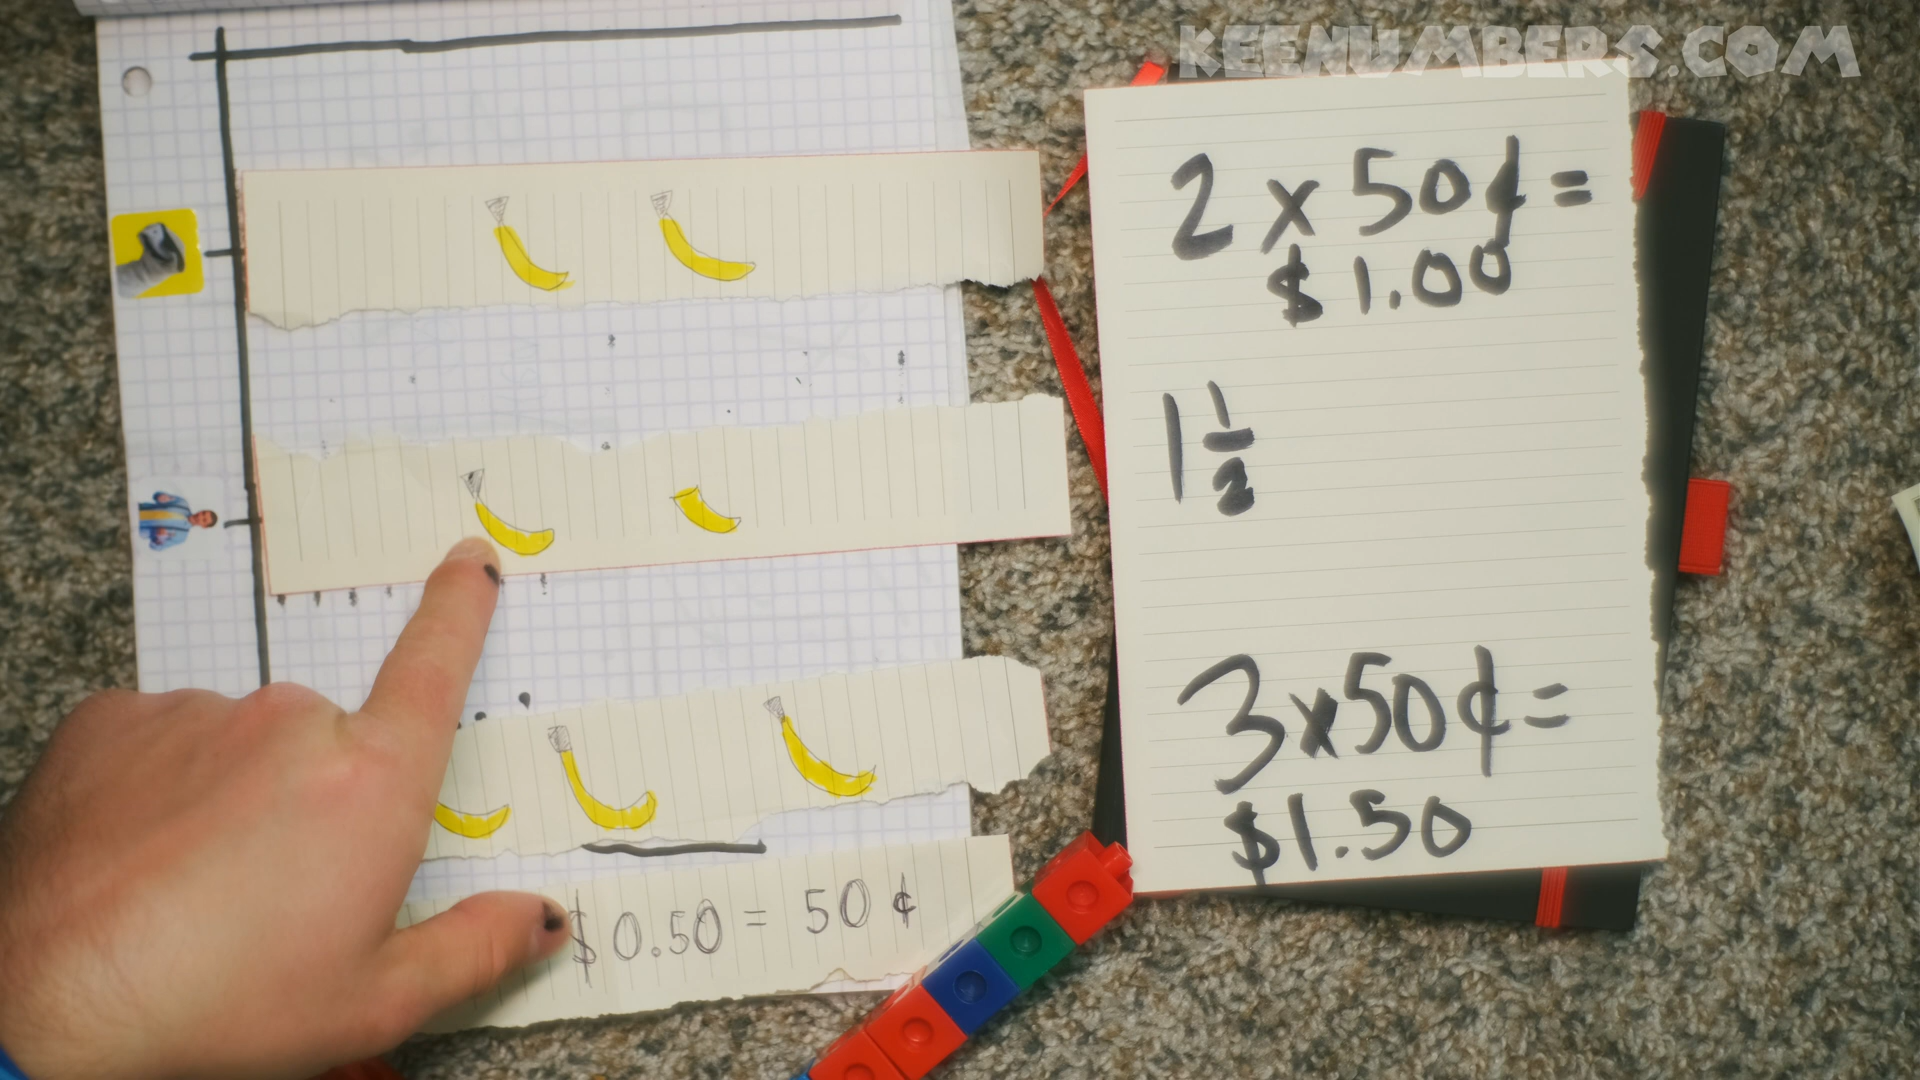 KEENUMBERS.COM
2 x 50¢ =
$1.00
1 1/2
3 x 50¢ =
$1.50
$0.50 = 50¢